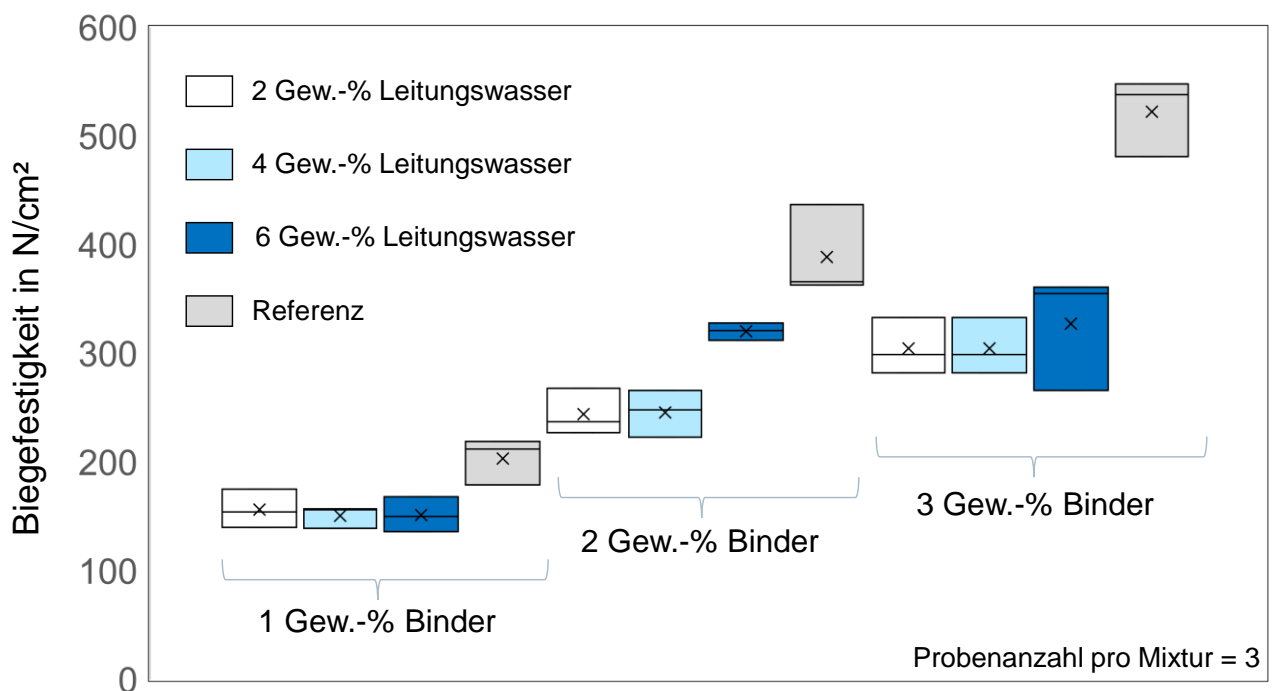 Biegefestigkeit in N/cm²
600
500
400
300
200
100
0
2 Gew.-% Leitungswasser
4 Gew.-% Leitungswasser
6 Gew.-% Leitungswasser
Referenz
1 Gew.-% Binder
2 Gew.-% Binder
3 Gew.-% Binder
Probenanzahl pro Mixtur = 3